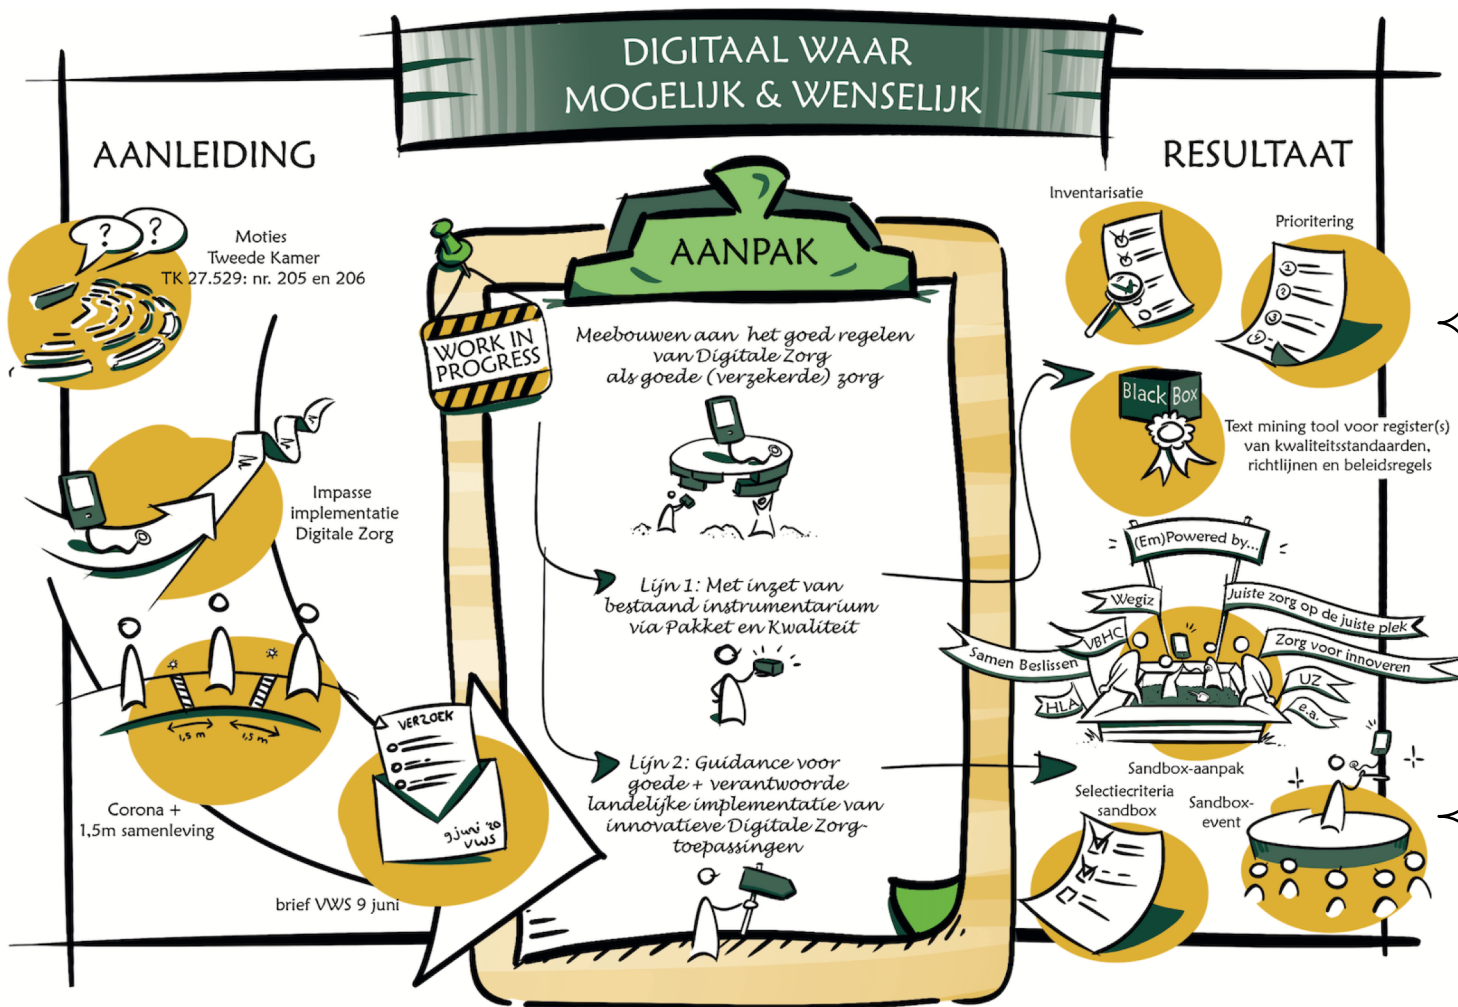 DIGITAAL WAAR
MOGELIJK & WENSELIJK
AANLEIDING
?
?
Moties
Tweede Kamer
TK 27.529: nr. 205 en 206
Impasse
implementatie
Digitale Zorg
1,5 m
1,5 m
Corona +
1,5m samenleving
VERZOEK
9 juni '20
VWS
brief VWS 9 juni
WORK IN
PROGRESS
AANPAK
Meebouwen aan het goed regelen
van Digitale Zorg
als goede (verzekerde) zorg
Lijn 1: Met inzet van
bestaand instrumentarium
via Pakket en Kwaliteit
Lijn 2: Guidance voor
goede + verantwoorde
landelijke implementatie van
innovatieve Digitale Zorg-
toepassingen
RESULTAAT
Inventarisatie
Prioritering
1
2
3
4
Black Box
Text mining tool voor register(s)
van kwaliteitsstandaarden,
richtlijnen en beleidsregels
(Em)Powered by...
Wegiz
VBHC
Samen Beslissen
HLA
Juiste zorg op de juiste plek
Zorg voor innoveren
UZ
e.a.
Sandbox-aanpak
Selectiecriteria
sandbox
Sandbox-
event